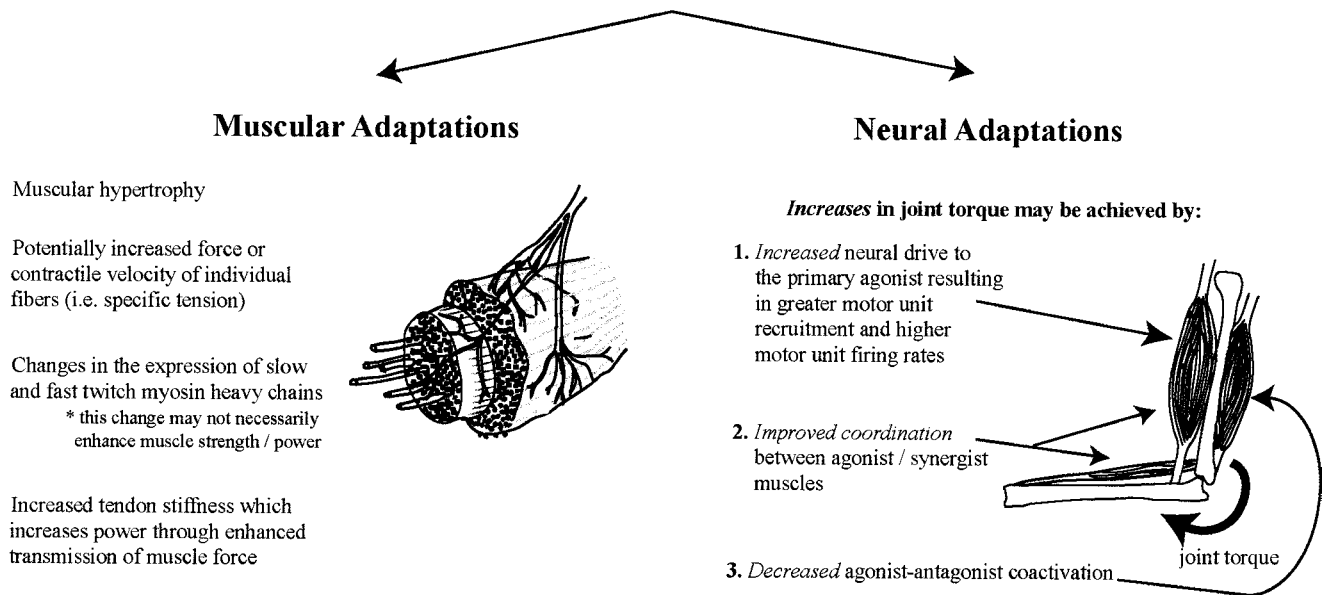 Muscular Adaptations
Muscular hypertrophy
Potentially increased force or
contractile velocity of individual
fibers (i.e. specific tension)
Changes in the expression of slow
and fast twitch myosin heavy chains
* this change may not necessarily
enhance muscle strength / power
Increased tendon stiffness which
increases power through enhanced
transmission of muscle force
Neural Adaptations
Increases in joint torque may be achieved by:
1. Increased neural drive to
the primary agonist resulting
in greater motor unit
recruitment and higher
motor unit firing rates
2. Improved coordination
between agonist / synergist
muscles
joint torque
3. Decreased agonist-antagonist coactivation